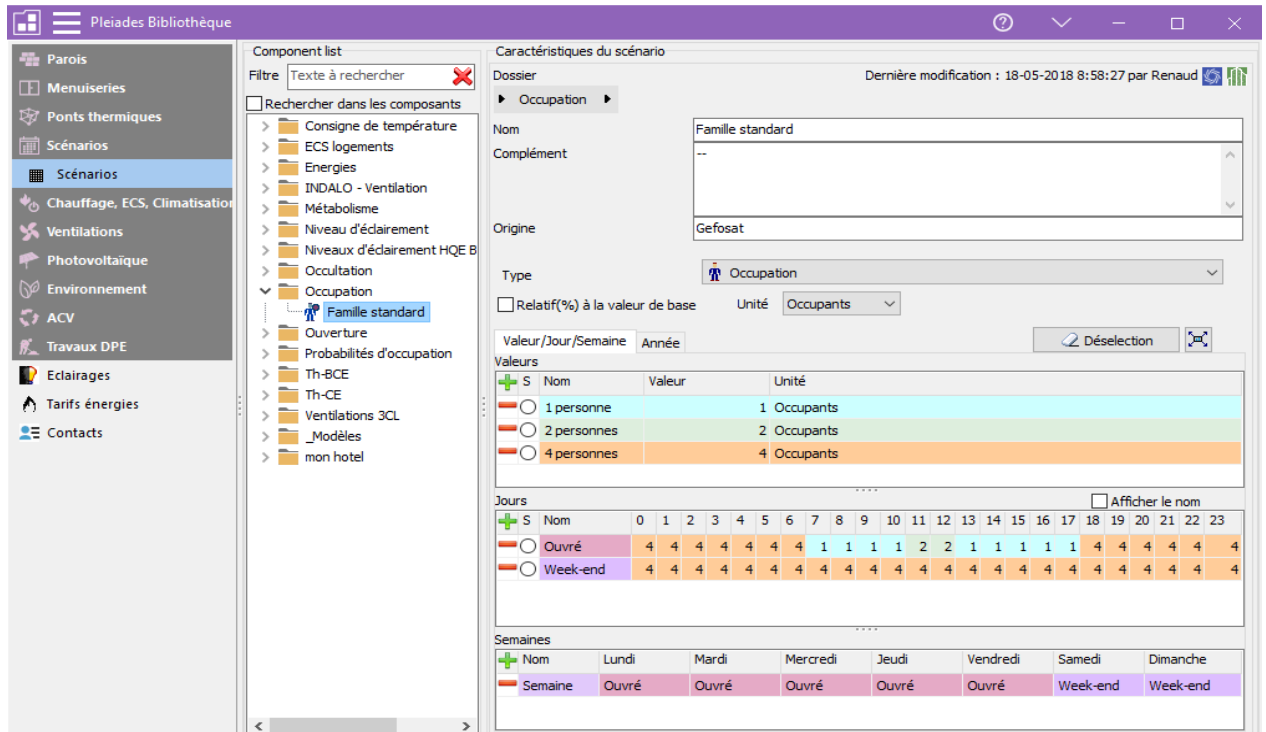 Pleiades Bibliothèque
Parois
Menuiseries
Ponts thermiques
Scénarios
Scénarios
Chauffage, ECS, Climatisation
Ventilations
Photovoltaïque
Environnement
ACV
Travaux DPE
Eclairages
Tarifs énergies
Contacts
Component list
Filtre Texte à rechercher
Rechercher dans les composants
Consigne de température
ECS logements
Energies
INDALO - Ventilation
Métabolisme
Niveau d'éclairement
Niveaux d'éclairement HQE B
Occultation
Occupation
Famille standard
Ouverture
Probabilités d'occupation
Th-BCE
Th-CE
Ventilations 3CL
_Modèles
mon hotel
Caractéristiques du scénario
Dossier Dernière modification : 18-05-2018 8:58:27 par Renaud
Occupation
Nom Famille standard
Complément --
Origine Gefosat
Type Occupation
Relatif(%) à la valeur de base Unité Occupants
Valeur/Jour/Semaine Année Déselection
Valeurs
S Nom Valeur Unité
1 personne 1 Occupants
2 personnes 2 Occupants
4 personnes 4 Occupants
Jours Afficher le nom
S Nom 0 1 2 3 4 5 6 7 8 9 10 11 12 13 14 15 16 17 18 19 20 21 22 23
Ouvré 4 4 4 4 4 4 4 1 1 1 1 2 2 1 1 1 1 1 4 4 4 4 4 4
Week-end 4 4 4 4 4 4 4 4 4 4 4 4 4 4 4 4 4 4 4 4 4 4 4 4
Semaines
Nom Lundi Mardi Mercredi Jeudi Vendredi Samedi Dimanche
Semaine Ouvré Ouvré Ouvré Ouvré Ouvré Week-end Week-end